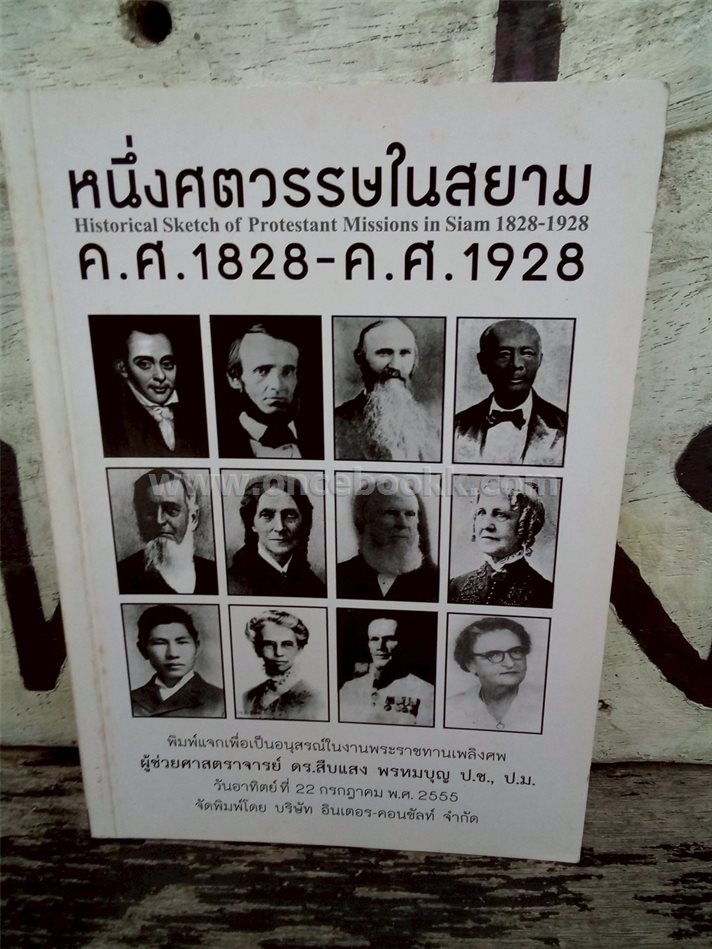 หนึ่งศตวรรษในสยาม
Historical Sketch of Protestant Missions in Siam 1828-1928
ค.ศ.1828-ค.ศ.1928
www.oncebookk.com
พิมพ์แจกเพื่อเป็นอนุสรณ์ในงานพระราชทานเพลิงศพ
ผู้ช่วยศาสตราจารย์ ดร.สืบแสง พรหมบุญ ป.ช., ป.ม.
วันอาทิตย์ที่ 22 กรกฎาคม พ.ศ. 2555
จัดพิมพ์โดย บริษัท อินเตอร-คอนซัลท์ จำกัด